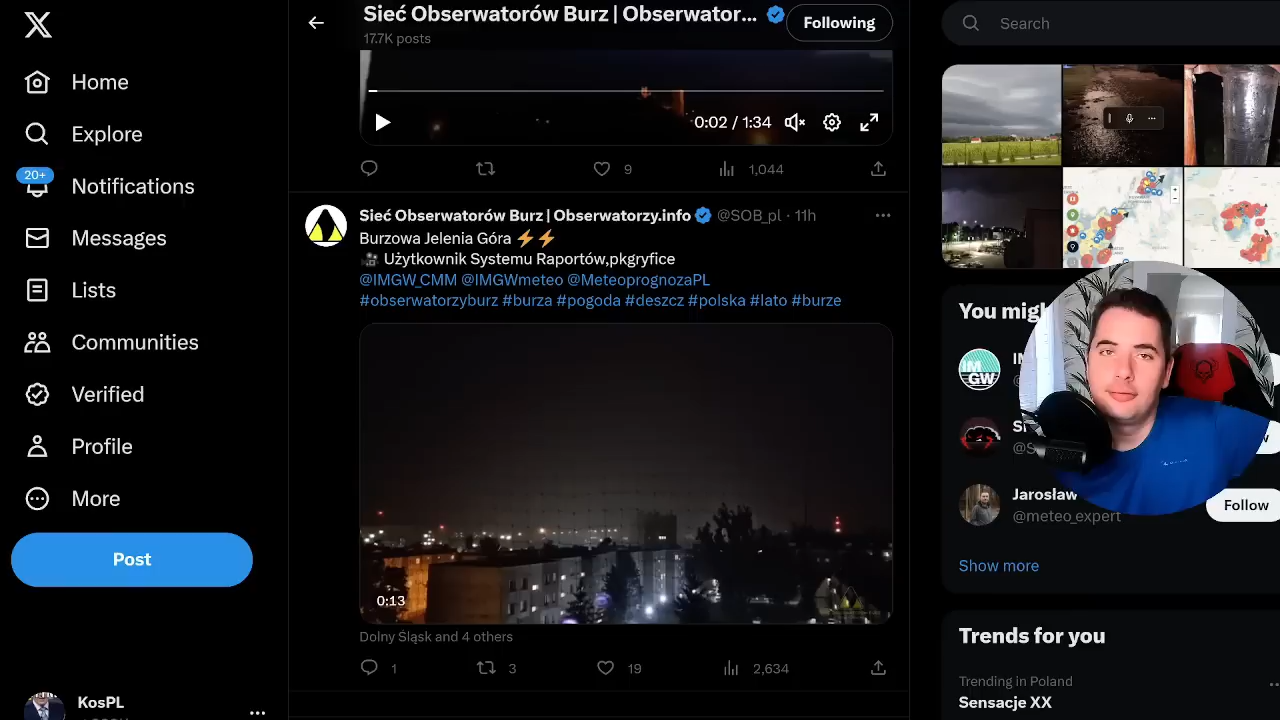 Sieć Obserwatorów Burz | Obserwator...
17.7K posts
Following
Search
Home
Explore
20+
Notifications
Messages
Lists
Communities
Verified
Profile
More
Post
KosPL
0:02 / 1:34
9
1,044
Sieć Obserwatorów Burz | Obserwatorzy.info @SOB_pl · 11h
Burzowa Jelenia Góra ⚡⚡
🎥 Użytkownik Systemu Raportów,pkgryfice
@IMGW_CMM @IMGWmeteo @MeteoprognozaPL
#obserwatorzyburz #burza #pogoda #deszcz #polska #lato #burze
0:13
Dolny Śląsk and 4 others
1
3
19
2,634
You
IMGW
Jaroslaw
@meteo_expert
Follow
Show more
Trends for you
Trending in Poland
Sensacje XX